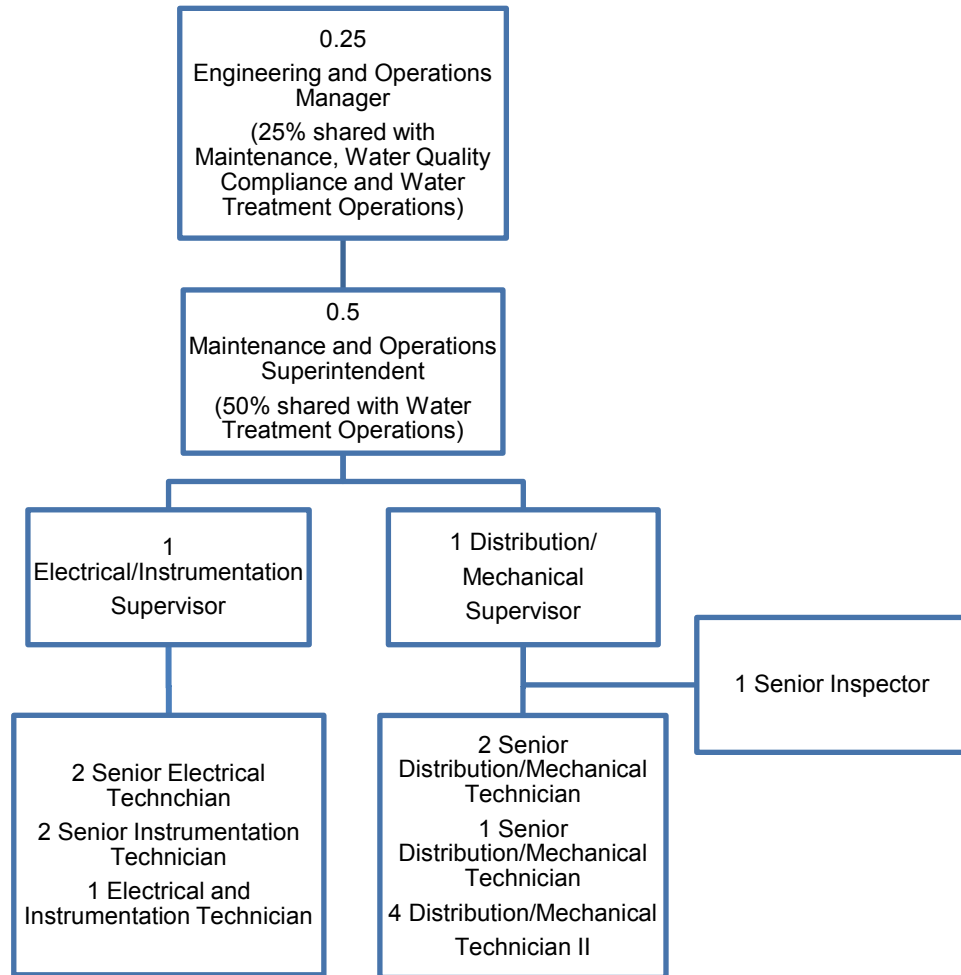 0.25
Engineering and Operations
Manager
(25% shared with
Maintenance, Water Quality
Compliance and Water
Treatment Operations)
0.5
Maintenance and Operations
Superintendent
(50% shared with Water
Treatment Operations)
1
Electrical/Instrumentation
Supervisor
1 Distribution/
Mechanical
Supervisor
1 Senior Inspector
2 Senior Electrical
Technchian
2 Senior Instrumentation
Technician
1 Electrical and
Instrumentation Technician
2 Senior
Distribution/Mechanical
Technician
1 Senior
Distribution/Mechanical
Technician
4 Distribution/Mechanical
Technician II